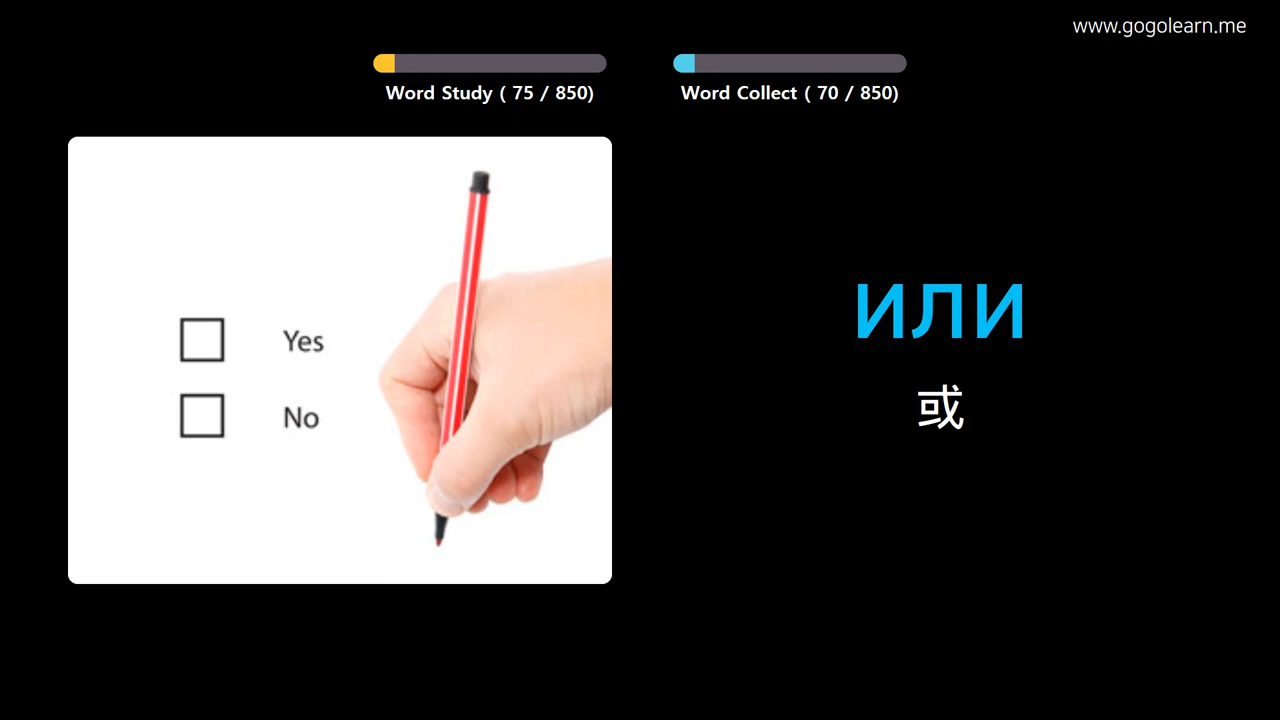 www.gogolearn.me
Word Study ( 75 / 850)
Word Collect ( 70 / 850)
Yes
No
или
或